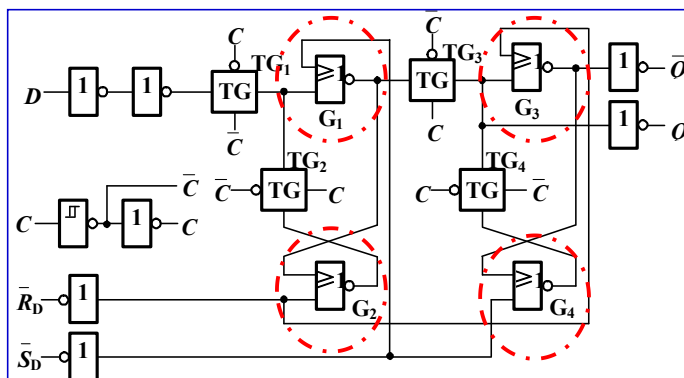 C
C̅
TG₁
TG₃
≥1
≥1
D
1
1
TG
TG
1
Q̅
G₁
G₃
C̅
C
1
Q
TG₂
TG₄
C̅
C̅
TG
C
C
TG
C̅
C
1
C
≥1
≥1
R̅D
1
G₂
G₄
S̅D
1